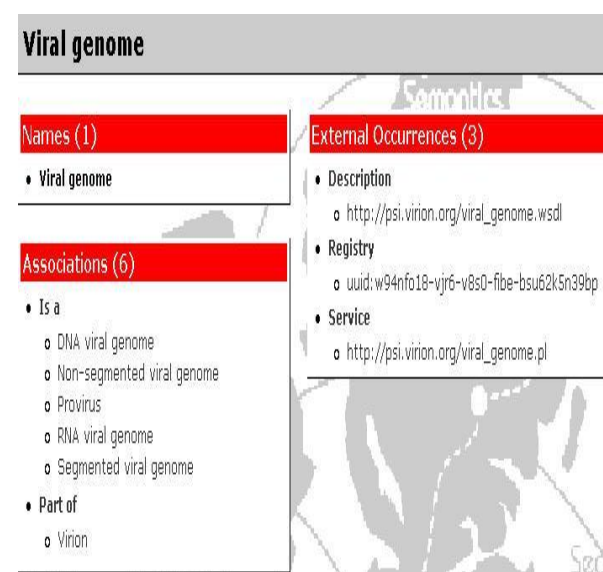 Viral genome
Semantics
Names (1)
• Viral genome
Associations (6)
• Is a
o DNA viral genome
o Non-segmented viral genome
o Provirus
o RNA viral genome
o Segmented viral genome
• Part of
o Virion
External Occurrences (3)
• Description
o http://psi.virion.org/viral_genome.wsdl
• Registry
o uuid:w94nfo18-vjr6-v8s0-fibe-bsu62k5n39bp
• Service
o http://psi.virion.org/viral_genome.pl